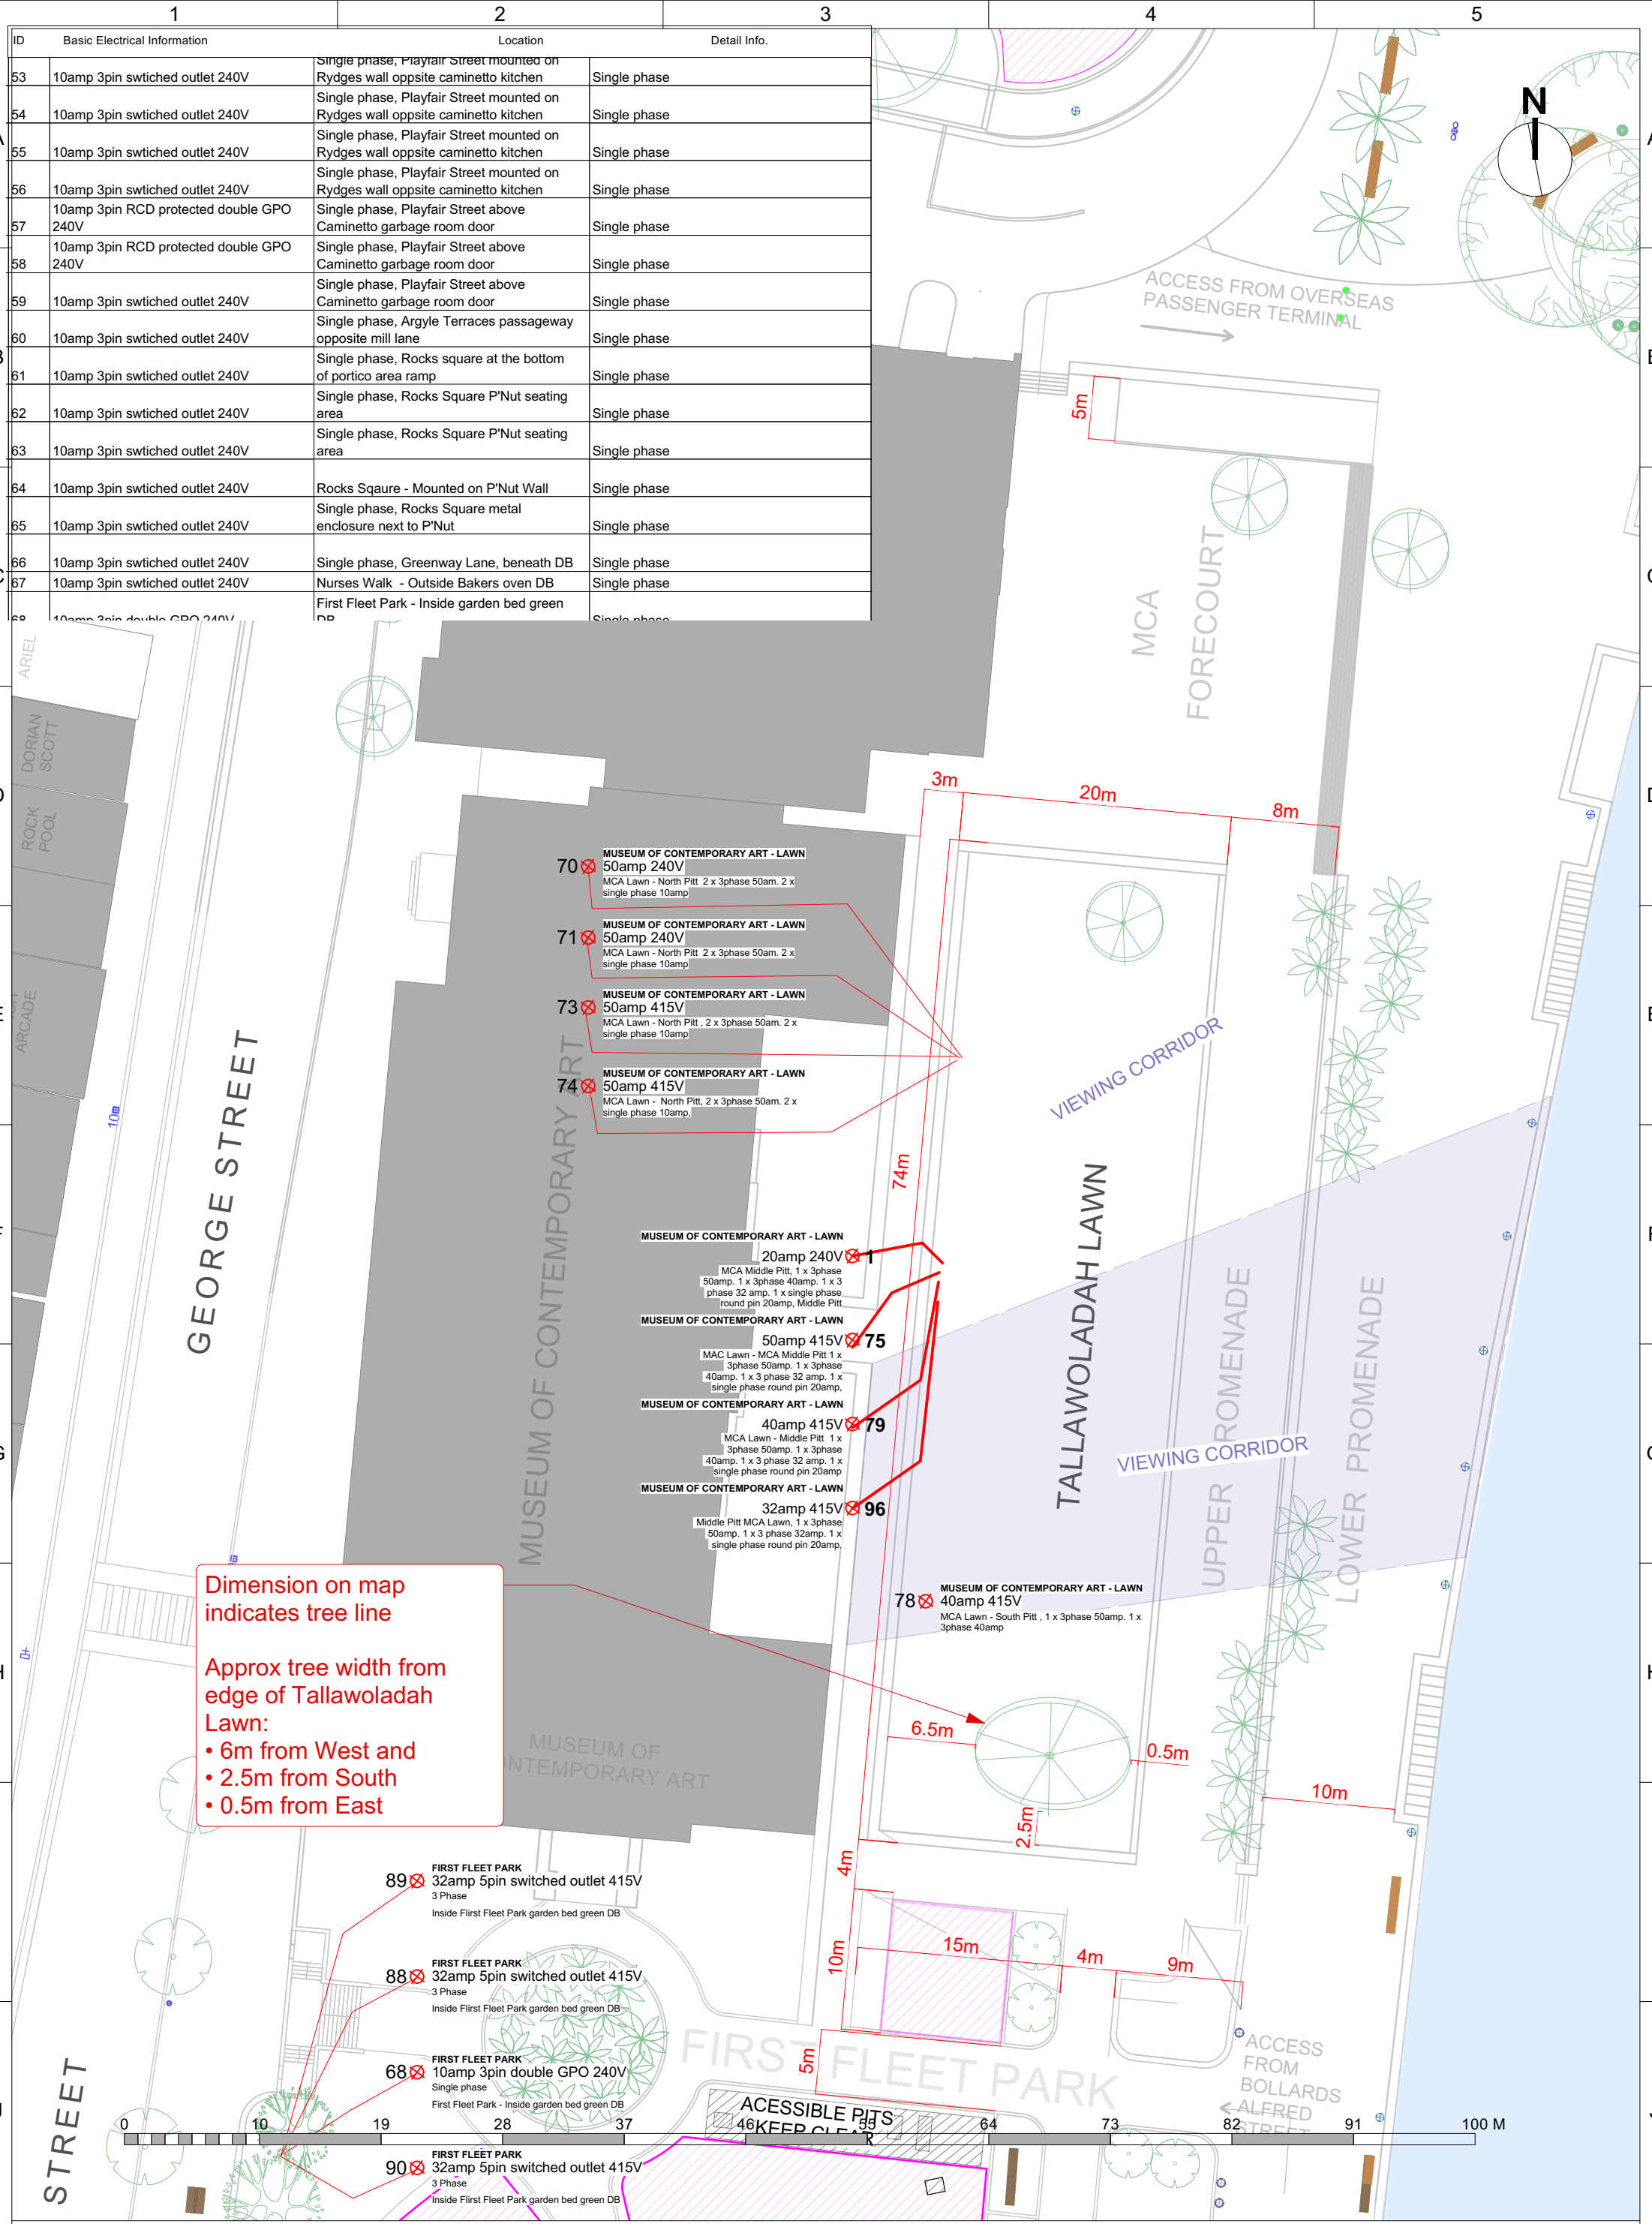 1 2 3 4 5
ID Basic Electrical Information Location Detail Info.
Single phase, Playfair Street mounted on
53 10amp 3pin swtiched outlet 240V Rydges wall oppsite caminetto kitchen Single phase
Single phase, Playfair Street mounted on
54 10amp 3pin swtiched outlet 240V Rydges wall oppsite caminetto kitchen Single phase
Single phase, Playfair Street mounted on
55 10amp 3pin swtiched outlet 240V Rydges wall oppsite caminetto kitchen Single phase
Single phase, Playfair Street mounted on
56 10amp 3pin swtiched outlet 240V Rydges wall oppsite caminetto kitchen Single phase
10amp 3pin RCD protected double GPO Single phase, Playfair Street above
57 240V Caminetto garbage room door Single phase
10amp 3pin RCD protected double GPO Single phase, Playfair Street above
58 240V Caminetto garbage room door Single phase
Single phase, Playfair Street above
59 10amp 3pin swtiched outlet 240V Caminetto garbage room door Single phase
Single phase, Argyle Terraces passageway
60 10amp 3pin swtiched outlet 240V opposite mill lane Single phase
Single phase, Rocks square at the bottom
61 10amp 3pin swtiched outlet 240V of portico area ramp Single phase
Single phase, Rocks Square P'Nut seating
62 10amp 3pin swtiched outlet 240V area Single phase
Single phase, Rocks Square P'Nut seating
63 10amp 3pin swtiched outlet 240V area Single phase
64 10amp 3pin swtiched outlet 240V Rocks Sqaure - Mounted on P'Nut Wall Single phase
Single phase, Rocks Square metal
65 10amp 3pin swtiched outlet 240V enclosure next to P'Nut Single phase
66 10amp 3pin swtiched outlet 240V Single phase, Greenway Lane, beneath DB Single phase
67 10amp 3pin swtiched outlet 240V Nurses Walk - Outside Bakers oven DB Single phase
First Fleet Park - Inside garden bed green
68 10amp 3pin double GPO 240V DB Single phase
N
ACCESS FROM OVERSEAS
PASSENGER TERMINAL
5m
MCA
FORECOURT
ARIEL
DORIAN
SCOTT
ROCK
POOL
ARCADE
3m
20m
8m
70
MUSEUM OF CONTEMPORARY ART - LAWN
50amp 240V
MCA Lawn - North Pitt 2 x 3phase 50am. 2 x
single phase 10amp
71
MUSEUM OF CONTEMPORARY ART - LAWN
50amp 240V
MCA Lawn - North Pitt 2 x 3phase 50am. 2 x
single phase 10amp
73
MUSEUM OF CONTEMPORARY ART - LAWN
50amp 415V
MCA Lawn - North Pitt , 2 x 3phase 50am. 2 x
single phase 10amp
74
MUSEUM OF CONTEMPORARY ART - LAWN
50amp 415V
MCA Lawn - North Pitt, 2 x 3phase 50am. 2 x
single phase 10amp,
VIEWING CORRIDOR
10
GEORGE STREET
MUSEUM OF CONTEMPORARY ART
74m
TALLAWOLADAH LAWN
UPPER PROMENADE
LOWER PROMENADE
VIEWING CORRIDOR
MUSEUM OF CONTEMPORARY ART - LAWN
20amp 240V 1
MCA Middle Pitt, 1 x 3phase
50amp. 1 x 3phase 40amp. 1 x 3
phase 32 amp. 1 x single phase
round pin 20amp, Middle Pitt
MUSEUM OF CONTEMPORARY ART - LAWN
50amp 415V 75
MAC Lawn - MCA Middle Pitt 1 x
3phase 50amp. 1 x 3phase
40amp. 1 x 3 phase 32 amp. 1 x
single phase round pin 20amp,
MUSEUM OF CONTEMPORARY ART - LAWN
40amp 415V 79
MCA Lawn - Middle Pitt 1 x
3phase 50amp. 1 x 3phase
40amp. 1 x 3 phase 32 amp. 1 x
single phase round pin 20amp
MUSEUM OF CONTEMPORARY ART - LAWN
32amp 415V 96
Middle Pitt MCA Lawn, 1 x 3phase
50amp. 1 x 3 phase 32amp. 1 x
single phase round pin 20amp,
78
MUSEUM OF CONTEMPORARY ART - LAWN
40amp 415V
MCA Lawn - South Pitt , 1 x 3phase 50amp. 1 x
3phase 40amp
Dimension on map
indicates tree line
Approx tree width from
edge of Tallawoladah
Lawn:
• 6m from West and
• 2.5m from South
• 0.5m from East
MUSEUM OF
CONTEMPORARY ART
6.5m
0.5m
2.5m
10m
4m
10m
15m
4m
9m
5m
89
FIRST FLEET PARK
32amp 5pin switched outlet 415V
3 Phase
Inside Flirst Fleet Park garden bed green DB
88
FIRST FLEET PARK
32amp 5pin switched outlet 415V
3 Phase
Inside Flirst Fleet Park garden bed green DB
68
FIRST FLEET PARK
10amp 3pin double GPO 240V
Single phase
First Fleet Park - Inside garden bed green DB
90
FIRST FLEET PARK
32amp 5pin switched outlet 415V
3 Phase
Inside Flirst Fleet Park garden bed green DB
FIRST FLEET PARK
ACCESS
FROM
BOLLARDS
ALFRED
STREET
ACESSIBLE PITS
KEEP CLEAR
0 10 19 28 37 46 55 64 73 82 91 100 M
STREET